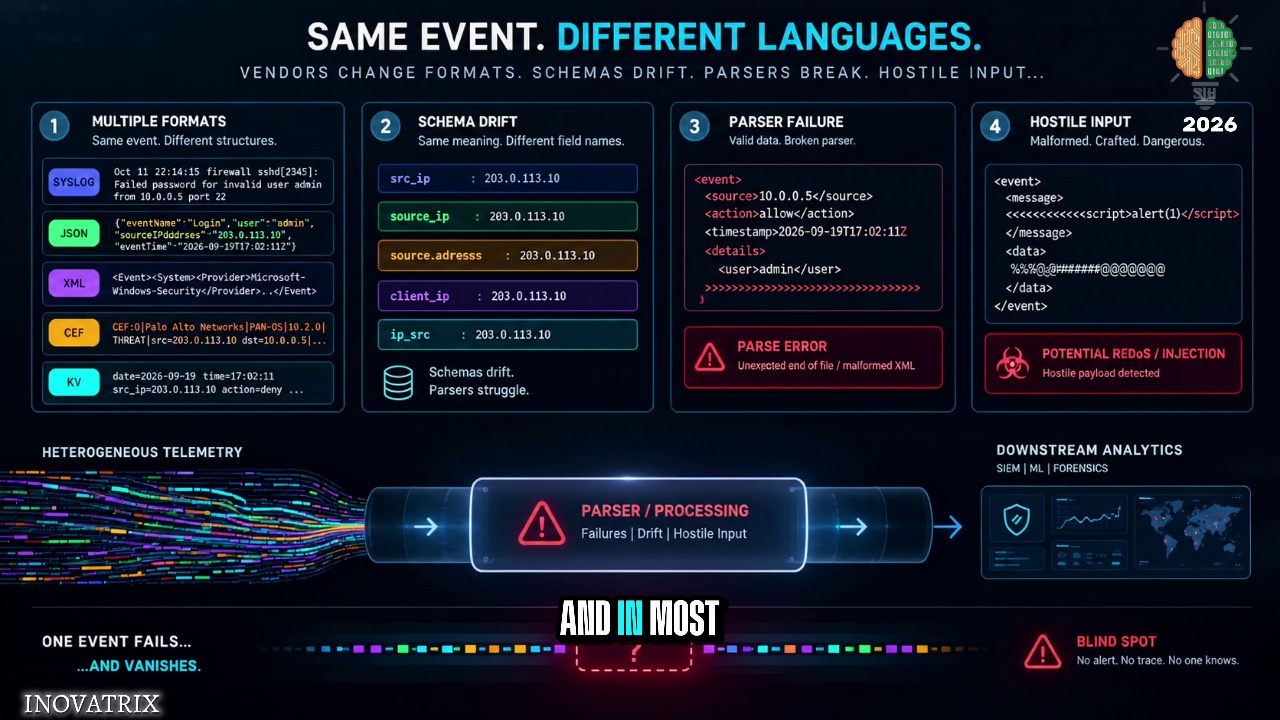 SAME EVENT. DIFFERENT LANGUAGES.
VENDORS CHANGE FORMATS. SCHEMAS DRIFT. PARSERS BREAK. HOSTILE INPUT...
SIH
2026
1
MULTIPLE FORMATS
Same event. Different structures.
SYSLOG
Oct 11 22:14:15 firewall sshd[2345]:
Failed password for invalid user admin
from 10.0.0.5 port 22
JSON
{"eventName"-"Login","user"-"admin",
"sourceIPdddrses"-"203.0.113.10",
"eventTime"-"2026-09-19T17:02:11Z"}
XML
<Event><System><Provider>Microsoft-
Windows-Security</Provider>..</Event>
CEF
CEF:0|Palo Alto Networks|PAN-OS|10.2.0|
THREAT|src=203.0.113.10 dst=10.0.0.5|...
KV
date=2026-09-19 time=17:02:11
src_ip=203.0.113.10 action=deny ...
2
SCHEMA DRIFT
Same meaning. Different field names.
src_ip : 203.0.113.10
source_ip : 203.0.113.10
source.adresss : 203.0.113.10
client_ip : 203.0.113.10
ip_src : 203.0.113.10
Schemas drift.
Parsers struggle.
3
PARSER FAILURE
Valid data. Broken parser.
<event>
<source>10.0.0.5</source>
<action>allow</action>
<timestamp>2026-09-19T17:02:11Z
<details>
<user>admin</user>
>>>>>>>>>>>>>>>>>>>>>>>>>>>>>>
PARSE ERROR
Unexpected end of file / malformed XML
4
HOSTILE INPUT
Malformed. Crafted. Dangerous.
<event>
<message>
<<<<<<<<<<<<script>alert(1)</script>
</message>
<data>
%%%@@#######@@@@@@@
</data>
</event>
POTENTIAL REDoS / INJECTION
Hostile payload detected
HETEROGENEOUS TELEMETRY
PARSER / PROCESSING
Failures | Drift | Hostile Input
DOWNSTREAM ANALYTICS
SIEM | ML | FORENSICS
AND IN MOST
ONE EVENT FAILS...
...AND VANISHES.
?
BLIND SPOT
No alert. No trace. No one knows.
INOVATRIX